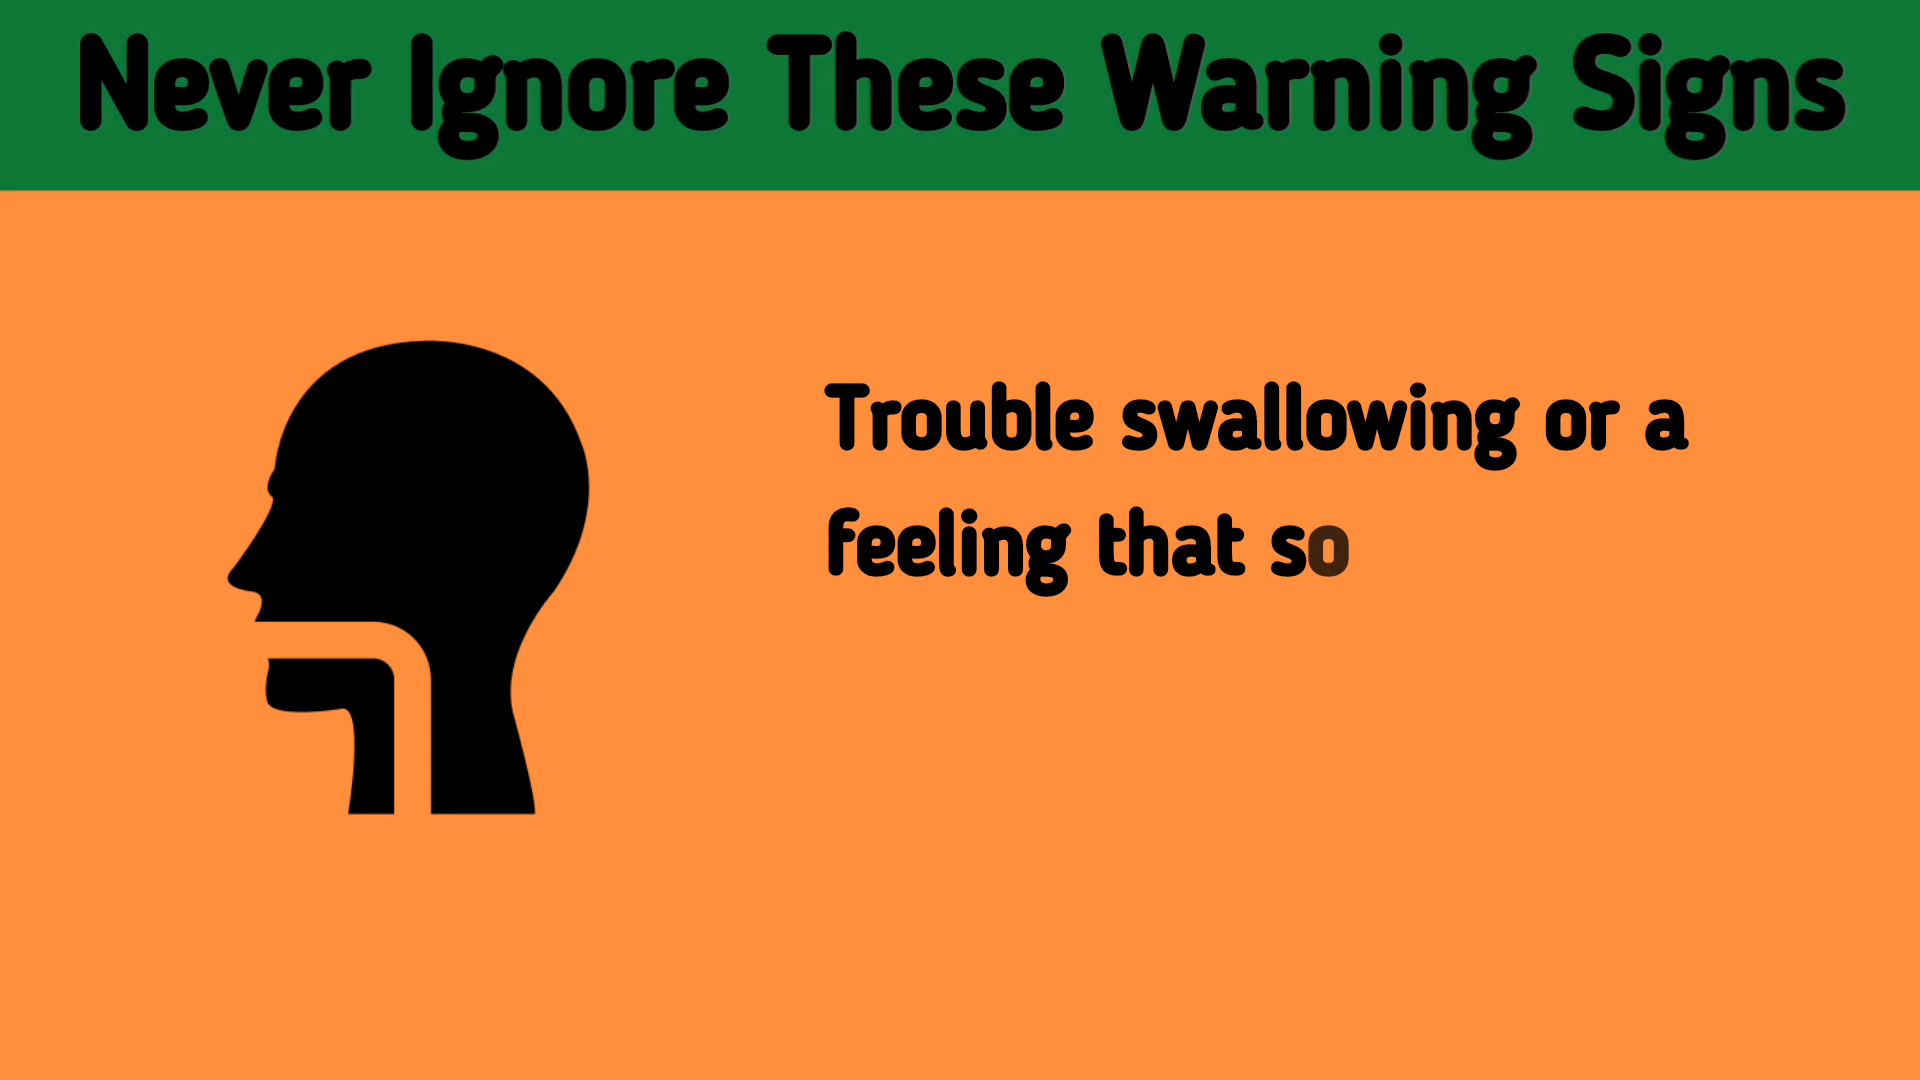 Never Ignore These Warning Signs
Trouble swallowing or a
feeling that so